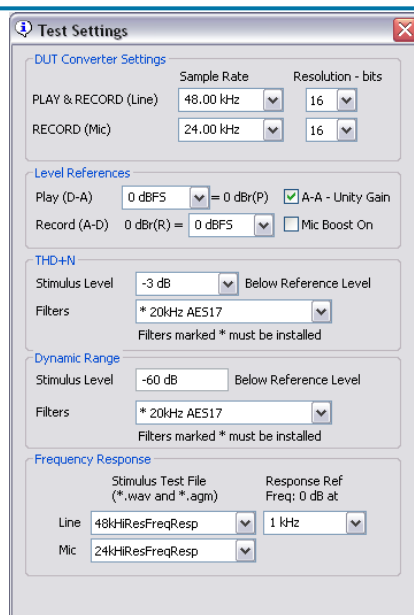 Test Settings
DUT Converter Settings
Sample Rate Resolution - bits
PLAY & RECORD (Line) 48.00 kHz 16
RECORD (Mic) 24.00 kHz 16
Level References
Play (D-A) 0 dBFS = 0 dBr(P) A-A - Unity Gain
Record (A-D) 0 dBr(R) = 0 dBFS Mic Boost On
THD+N
Stimulus Level -3 dB Below Reference Level
Filters * 20kHz AES17
Filters marked * must be installed
Dynamic Range
Stimulus Level -60 dB Below Reference Level
Filters * 20kHz AES17
Filters marked * must be installed
Frequency Response
Stimulus Test File Response Ref
(*.wav and *.agm) Freq: 0 dB at
Line 48kHiResFreqResp 1 kHz
Mic 24kHiResFreqResp